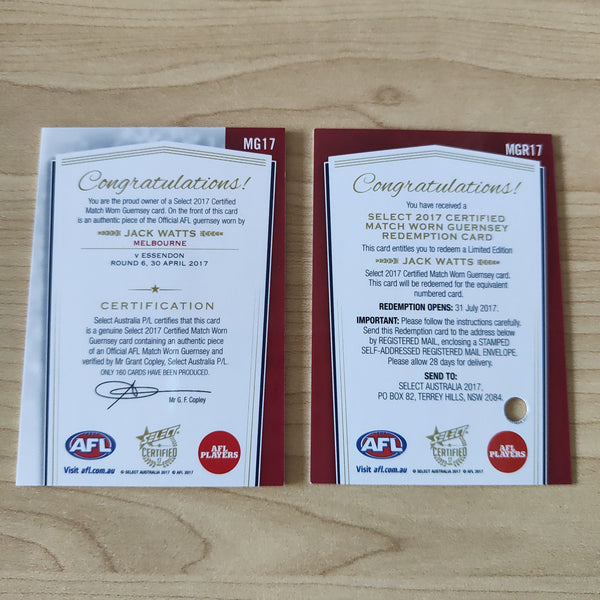 MG17
Congratulations!
You are the proud owner of a Select 2017 Certified
Match Worn Guernsey card. On the front of this card
is an authentic piece of the Official AFL guernsey worn by
JACK WATTS
MELBOURNE
v ESSENDON
ROUND 6, 30 APRIL 2017
CERTIFICATION
Select Australia P/L certifies that this card
is a genuine Select 2017 Certified Match Worn
Guernsey card containing an authentic piece
of an Official AFL Match Worn Guernsey and
verified by Mr Grant Copley, Select Australia P/L.
ONLY 160 CARDS HAVE BEEN PRODUCED.
Mr G. F. Copley
AFL
SELECT
CERTIFIED
AFL
PLAYERS
Visit afl.com.au
© SELECT AUSTRALIA 2017 © AFL 2017
MGR17
Congratulations!
You have received a
SELECT 2017 CERTIFIED
MATCH WORN GUERNSEY
REDEMPTION CARD
This card entitles you to redeem a Limited Edition
JACK WATTS
Select 2017 Certified Match Worn Guernsey card.
This card will be redeemed for the equivalent
numbered card.
REDEMPTION OPENS: 31 July 2017.
IMPORTANT: Please follow the instructions carefully.
Send this Redemption card to the address below
by REGISTERED MAIL, enclosing a STAMPED
SELF-ADDRESSED REGISTERED MAIL ENVELOPE.
Please allow 28 days for delivery.
SEND TO:
SELECT AUSTRALIA 2017,
PO BOX 82, TERREY HILLS, NSW 2084.
AFL
SELECT
CERTIFIED
AFL
PLAYERS
Visit afl.com.au
© SELECT AUSTRALIA 2017 © AFL 2017